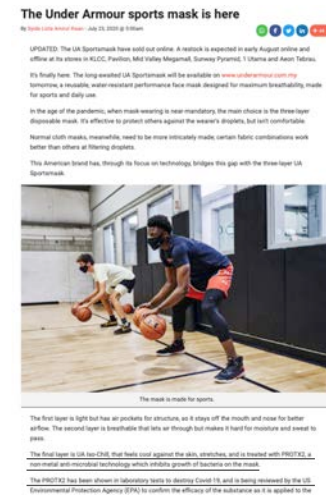 The Under Armour sports mask is here
July 23, 2020 @ 5:00am
UPDATED: The UA Sportsmask have sold out online. A restock is expected in early August online and
offline at its stores in KLCC, Pavilion, Mid Valley Megamall, Sunway Pyramid, 1 Utama and Aeon Tebrau.
It's finally here. The long-awaited UA Sportsmask will be available on www.underarmour.com.my
tomorrow, a reusable, water-resistant performance face mask designed for maximum breathability, made
for sports and daily use.
In the age of the pandemic, when mask-wearing is near mandatory, the main choice is the three-layer
disposable mask. It's effective to protect others against the wearer's droplets, but isn't comfortable.
Normal cloth masks, meanwhile, need to be more intricately made; certain fabric combinations work
better than others at filtering droplets.
This American brand has, through its focus on technology, bridges this gap with the three-layer UA
Sportsmask.
The mask is made for sports.
The first layer is light but has air pockets for structure, so it stays off the mouth and nose for better
airflow. The second layer is breathable that lets air through but makes it hard for moisture and sweat to
pass.
The final layer is UA Iso-Chill, that feels cool against the skin, stretches, and is treated with PROTX2, a
non-metal anti-microbial technology which inhibits growth of bacteria on the mask.
The PROTX2 has been shown in laboratory tests to destroy Covid-19, and is being reviewed by the US
Environmental Protection Agency (EPA) to confirm the efficacy of the substance as it is applied to the